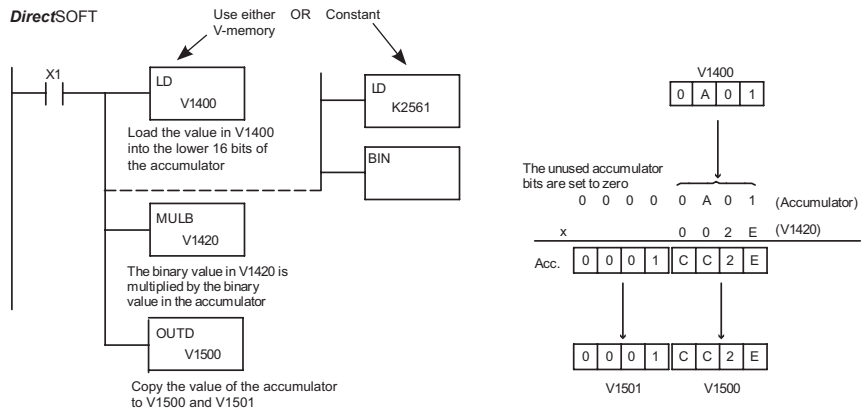 DirectSOFT
Use either OR Constant
V-memory
X1
LD
V1400
Load the value in V1400
into the lower 16 bits of
the accumulator
LD
K2561
BIN
MULB
V1420
The binary value in V1420 is
multiplied by the binary
value in the accumulator
OUTD
V1500
Copy the value of the accumulator
to V1500 and V1501
V1400
0 A 0 1
The unused accumulator
bits are set to zero
0 0 0 0 0 A 0 1 (Accumulator)
x 0 0 2 E (V1420)
Acc. 0 0 0 1 C C 2 E
0 0 0 1 C C 2 E
V1501 V1500